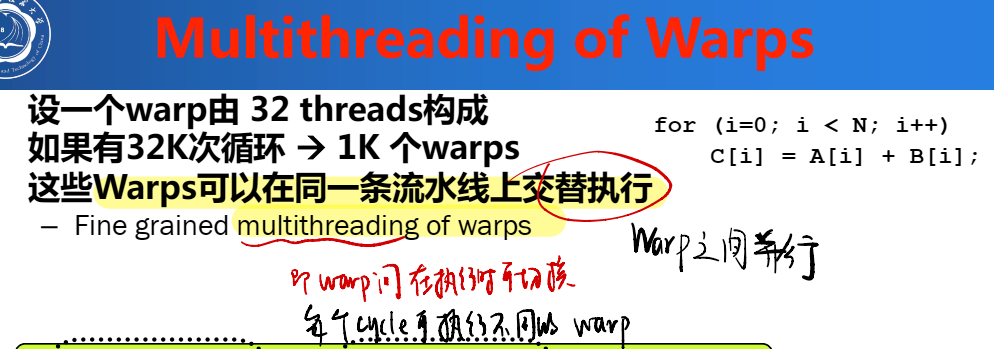 Multithreading of Warps
设一个warp由 32 threads构成
如果有32K次循环 → 1K 个warps
这些Warps可以在同一条流水线上交替执行
– Fine grained multithreading of warps
for (i=0; i < N; i++)
C[i] = A[i] + B[i];
Warp之间并行
即warp间在执行时可切换
每个cycle可执行不同的 warp